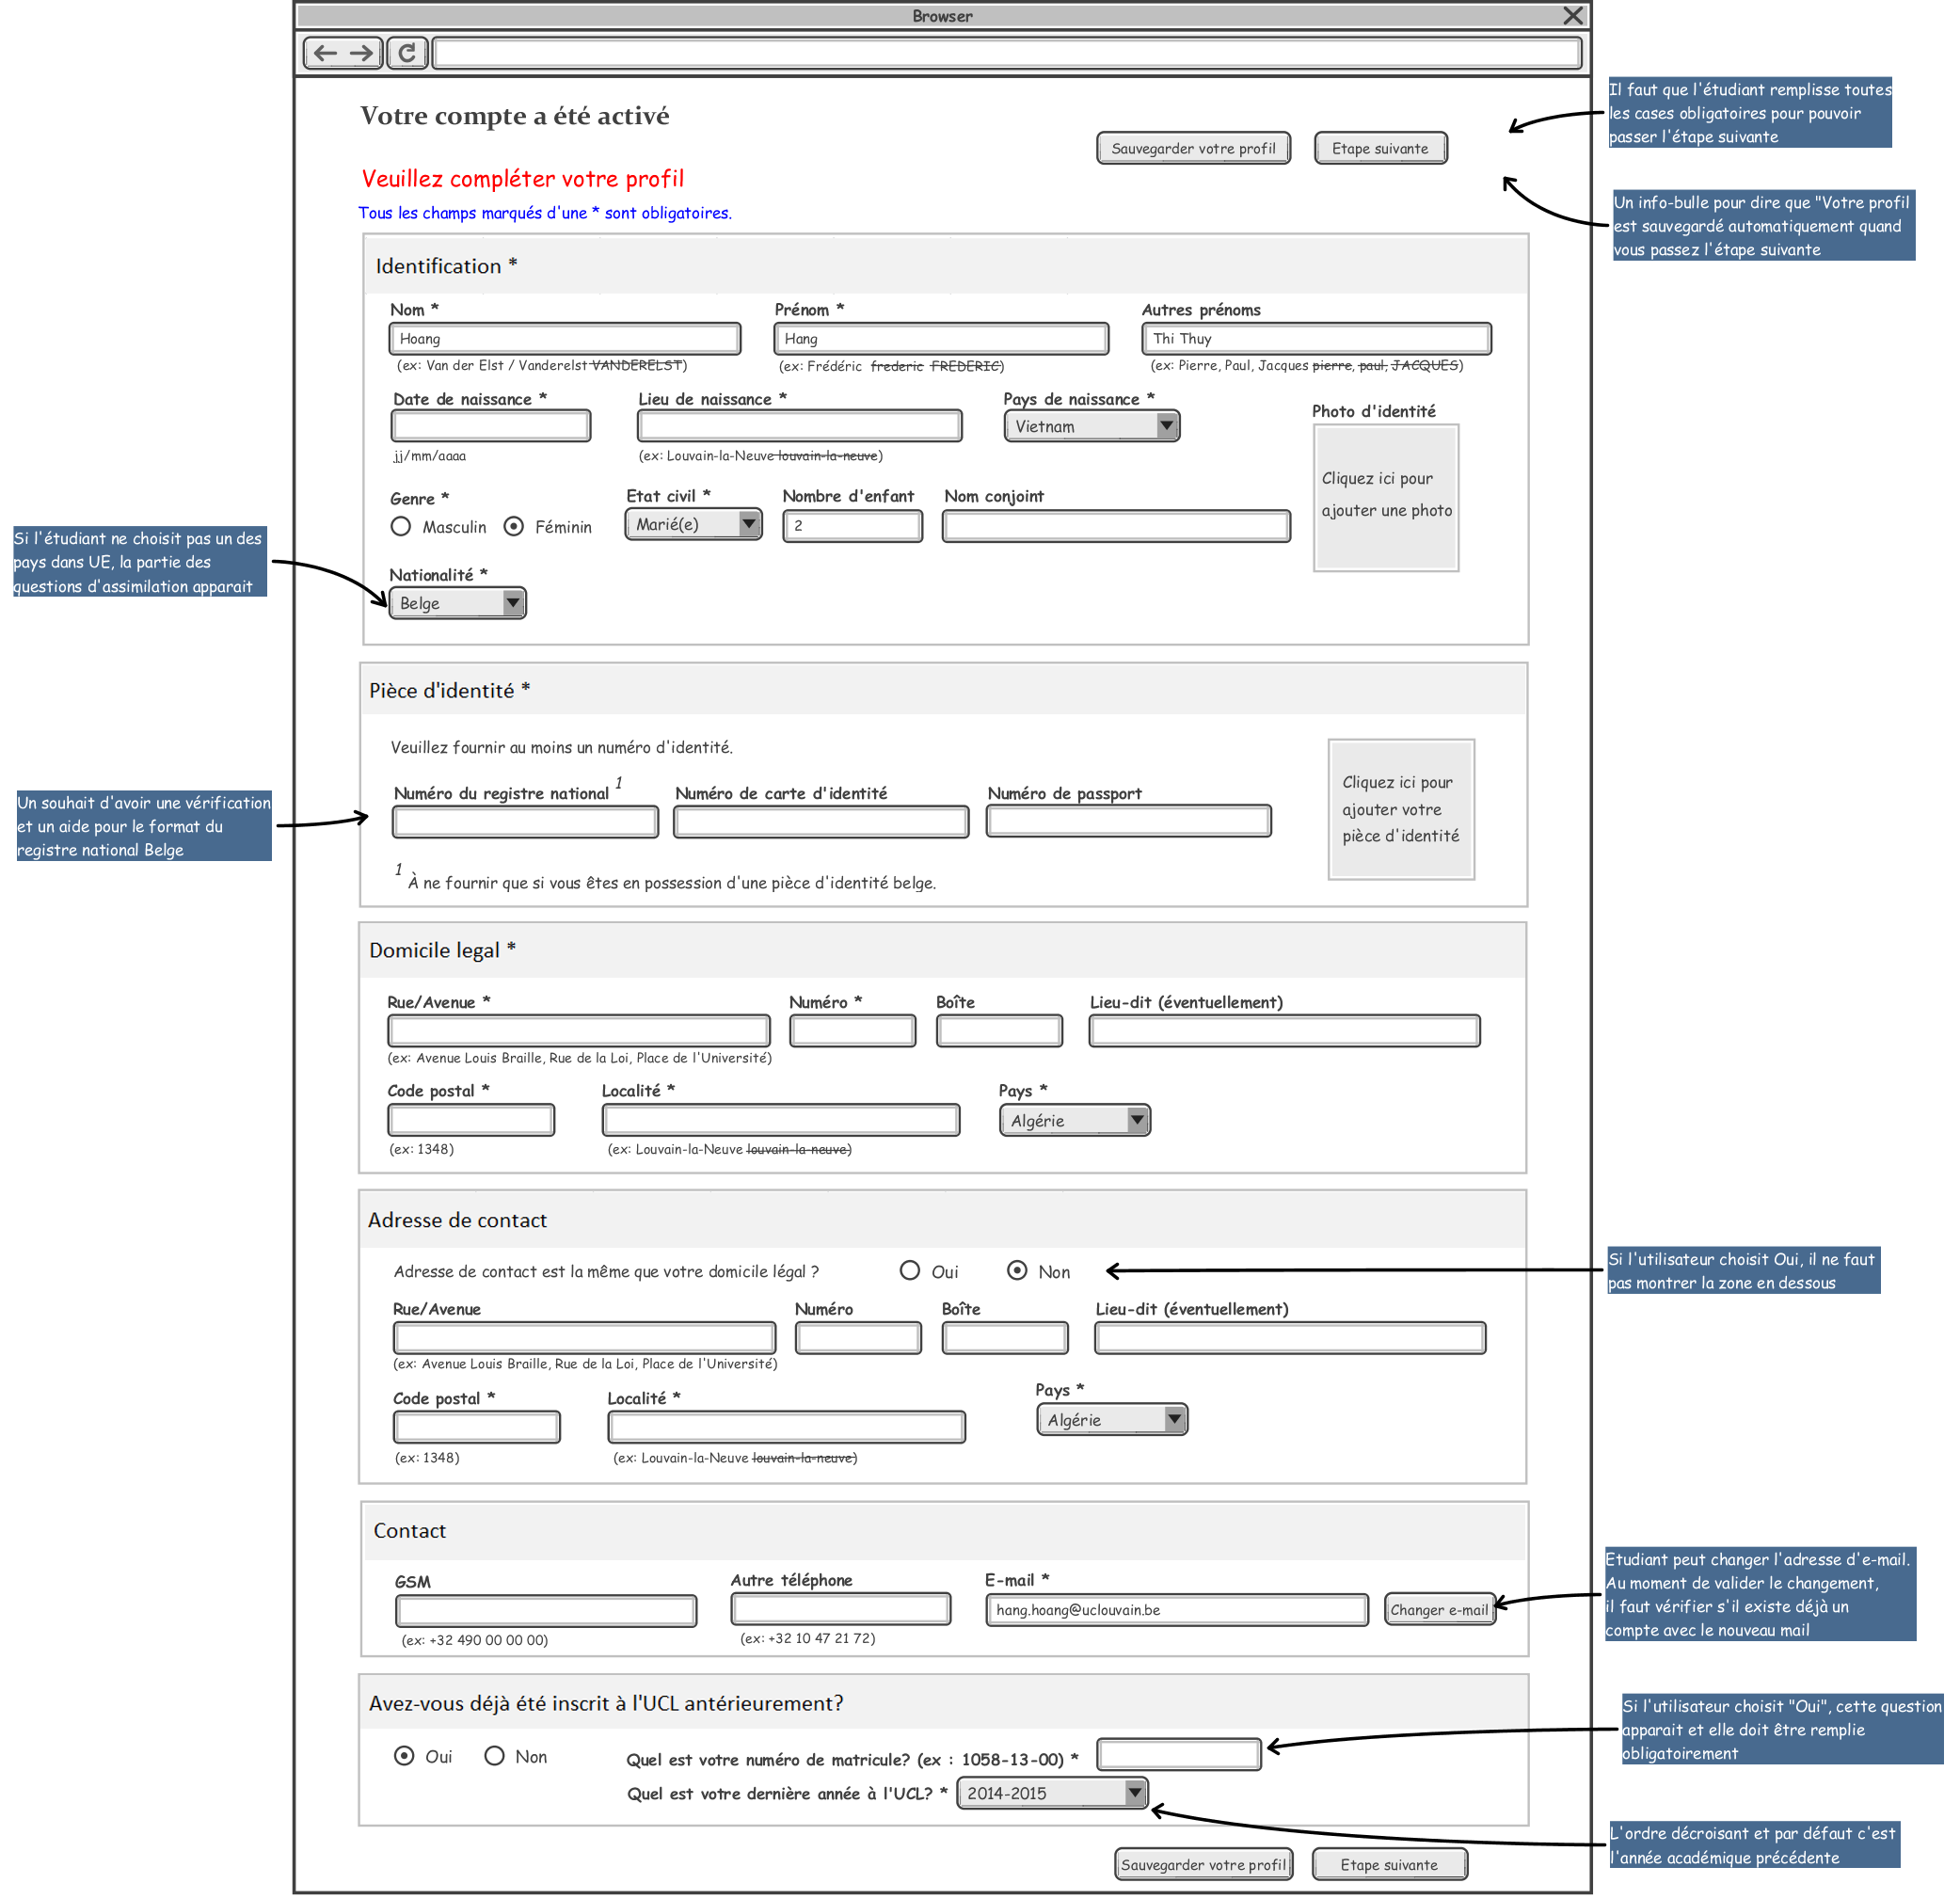 Browser
Votre compte a été activé
Sauvegarder votre profil
Etape suivante
Il faut que l'étudiant remplisse toutes
les cases obligatoires pour pouvoir
passer l'étape suivante
Veuillez compléter votre profil
Tous les champs marqués d'une * sont obligatoires.
Un info-bulle pour dire que "Votre profil
est sauvegardé automatiquement quand
vous passez l'étape suivante
Identification *
Nom *
Prénom *
Autres prénoms
Hoang
Hang
Thi Thuy
(ex: Van der Elst / Vanderelst VANDERELST)
(ex: Frédéric frederic FREDERIC)
(ex: Pierre, Paul, Jacques pierre, paul, JACQUES)
Date de naissance *
Lieu de naissance *
Pays de naissance *
Photo d'identité
Vietnam
jj/mm/aaaa
(ex: Louvain-la-Neuve louvain-la-neuve)
Cliquez ici pour
ajouter une photo
Genre *
Etat civil *
Nombre d'enfant
Nom conjoint
Masculin
Féminin
Marié(e)
2
Si l'étudiant ne choisit pas un des
pays dans UE, la partie des
questions d'assimilation apparait
Nationalité *
Belge
Pièce d'identité *
Veuillez fournir au moins un numéro d'identité.
Numéro du registre national 1
Numéro de carte d'identité
Numéro de passport
Cliquez ici pour
ajouter votre
pièce d'identité
Un souhait d'avoir une vérification
et un aide pour le format du
registre national Belge
1 À ne fournir que si vous êtes en possession d'une pièce d'identité belge.
Domicile legal *
Rue/Avenue *
Numéro *
Boîte
Lieu-dit (éventuellement)
(ex: Avenue Louis Braille, Rue de la Loi, Place de l'Université)
Code postal *
Localité *
Pays *
Algérie
(ex: 1348)
(ex: Louvain-la-Neuve louvain-la-neuve)
Adresse de contact
Adresse de contact est la même que votre domicile légal ?
Oui
Non
Si l'utilisateur choisit Oui, il ne faut
pas montrer la zone en dessous
Rue/Avenue
Numéro
Boîte
Lieu-dit (éventuellement)
(ex: Avenue Louis Braille, Rue de la Loi, Place de l'Université)
Code postal *
Localité *
Pays *
Algérie
(ex: 1348)
(ex: Louvain-la-Neuve louvain-la-neuve)
Contact
GSM
Autre téléphone
E-mail *
hang.hoang@uclouvain.be
Changer e-mail
(ex: +32 490 00 00 00)
(ex: +32 10 47 21 72)
Etudiant peut changer l'adresse d'e-mail.
Au moment de valider le changement,
il faut vérifier s'il existe déjà un
compte avec le nouveau mail
Avez-vous déjà été inscrit à l'UCL antérieurement?
Oui
Non
Quel est votre numéro de matricule? (ex : 1058-13-00) *
Quel est votre dernière année à l'UCL? *
2014-2015
Si l'utilisateur choisit "Oui", cette question
apparait et elle doit être remplie
obligatoirement
L'ordre décroisant et par défaut c'est
l'année académique précédente
Sauvegarder votre profil
Etape suivante